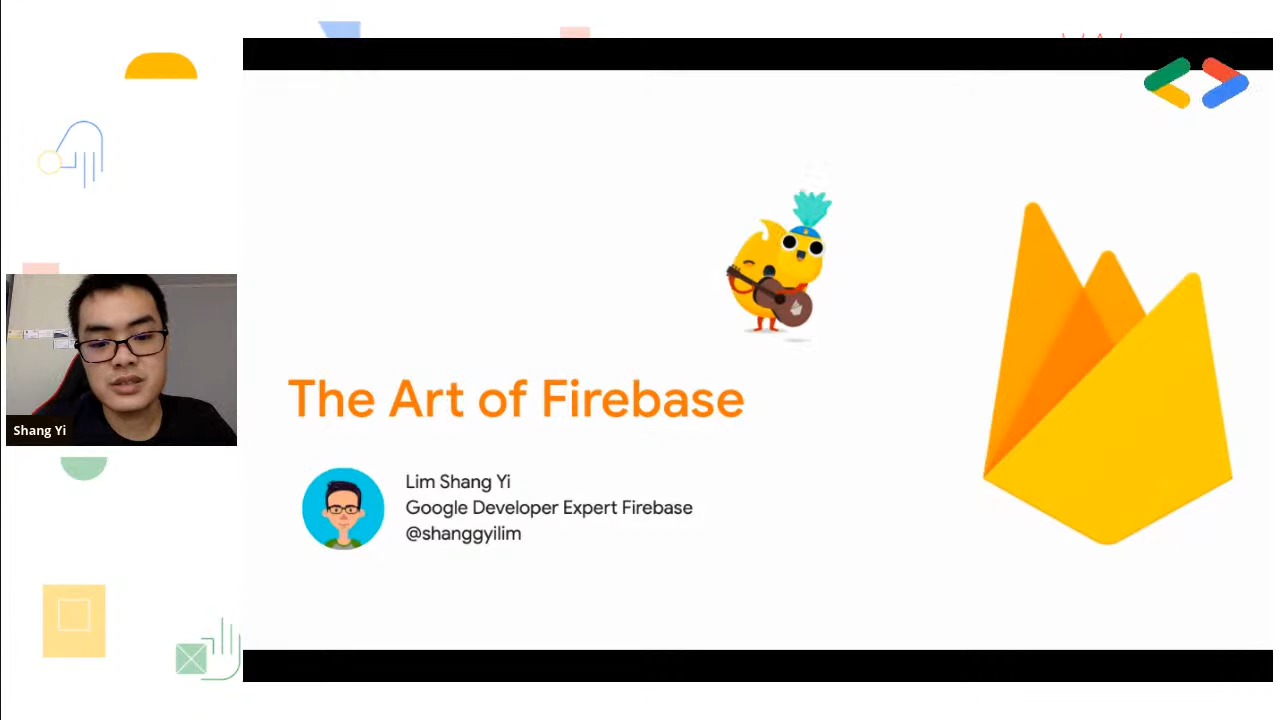 The Art of Firebase
Lim Shang Yi
Google Developer Expert Firebase
@shanggyilim
Shang Yi